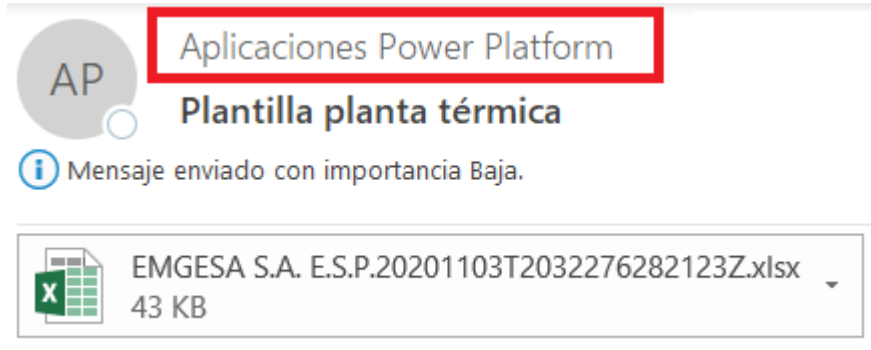 AP
Aplicaciones Power Platform
Plantilla planta térmica
i Mensaje enviado con importancia Baja.
X
EMGESA S.A. E.S.P.20201103T2032276282123Z.xlsx
43 KB